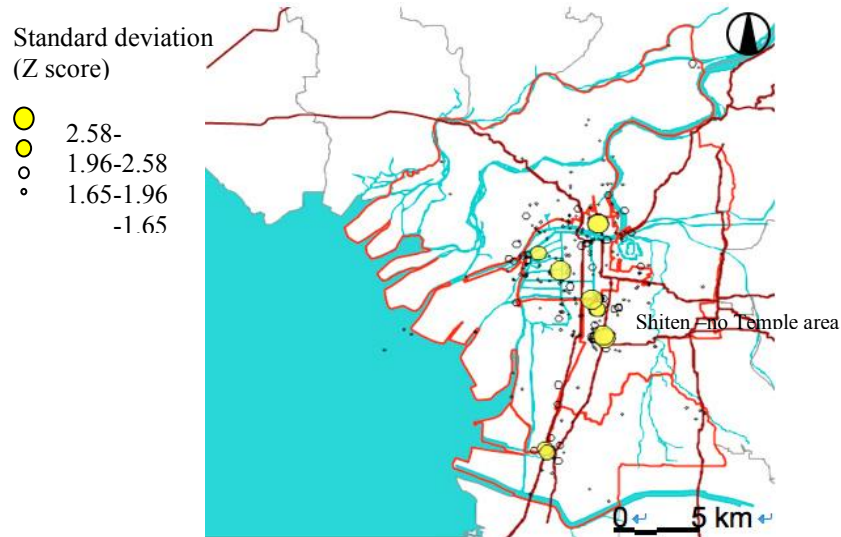 Standard deviation
(Z score)
2.58-
1.96-2.58
1.65-1.96
-1.65
Shiten –no Temple area
0 5 km